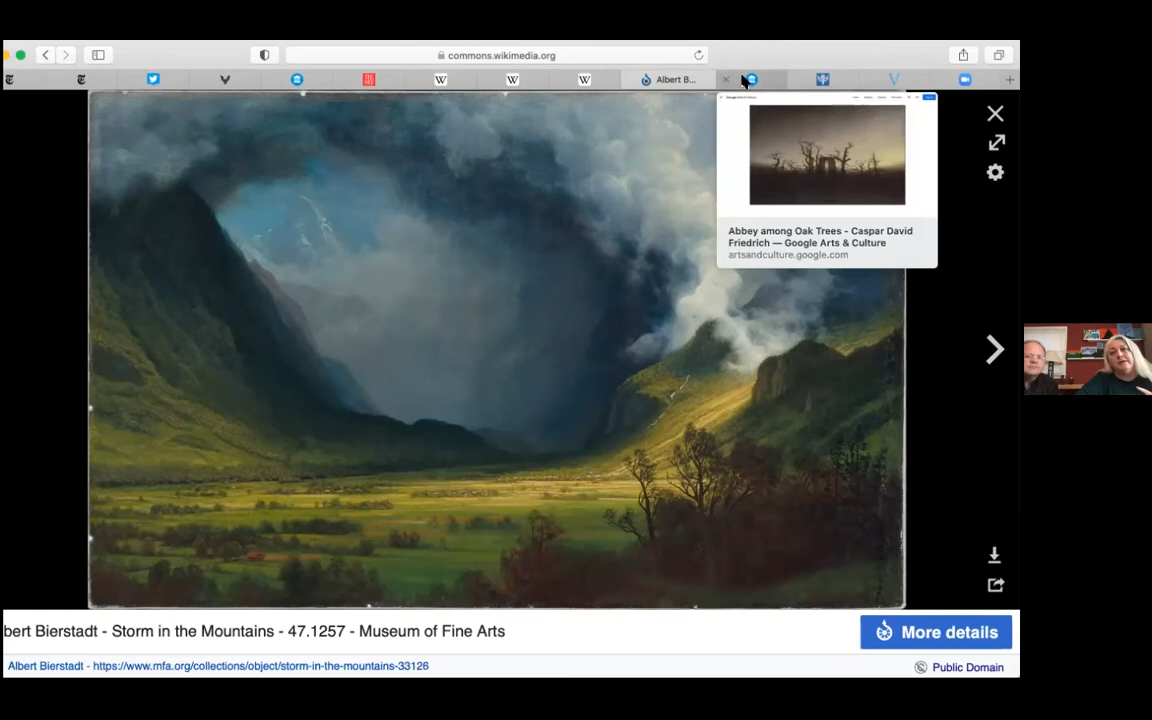 commons.wikimedia.org
W
W
W
Albert B...
Abbey among Oak Trees - Caspar David
Friedrich — Google Arts & Culture
artsandculture.google.com
bert Bierstadt - Storm in the Mountains - 47.1257 - Museum of Fine Arts
More details
Albert Bierstadt - https://www.mfa.org/collections/object/storm-in-the-mountains-33126
Public Domain